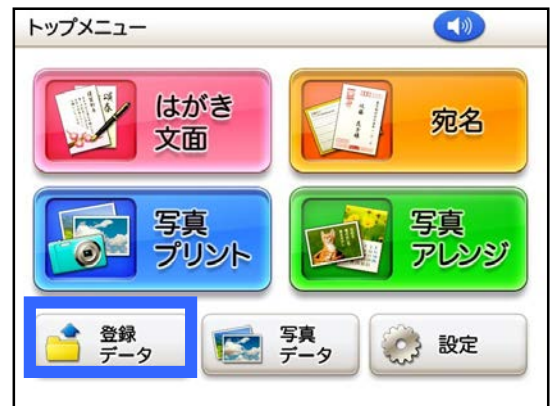 トップメニュー
はがき
文面
宛名
写真
プリント
写真
アレンジ
登録
データ
写真
データ
設定